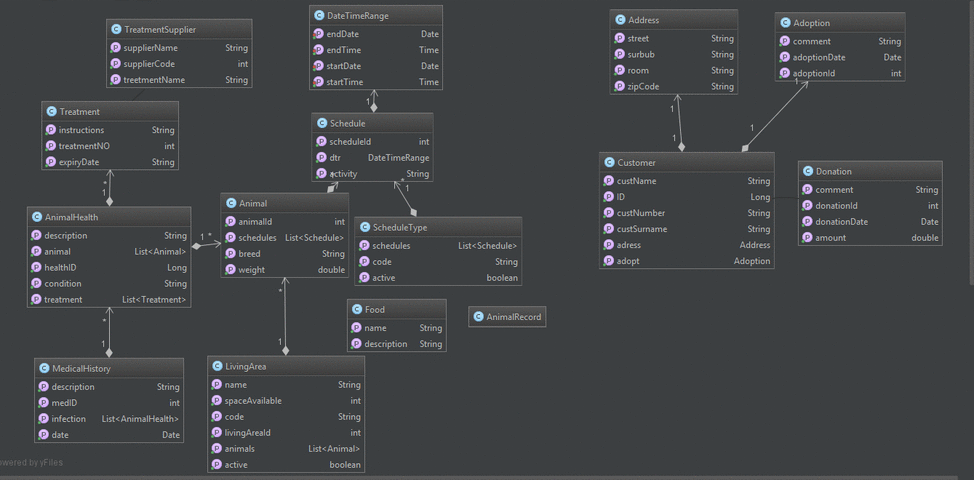 TreatmentSupplier
supplierName String
supplierCode int
treetmentName String
DateTimeRange
endDate Date
endTime Time
startDate Date
startTime Time
Address
street String
surbub String
room String
zipCode String
Adoption
comment String
adoptionDate Date
adoptionId int
Treatment
instructions String
treatmentNO int
expiryDate String
1
1
1
Schedule
scheduleId int
dtr DateTimeRange
activity String
1
1
Customer
custName String
ID Long
custNumber String
custSurname String
adress Address
adopt Adoption
Donation
comment String
donationId int
donationDate Date
amount double
*
1
*
1
AnimalHealth
description String
animal List<Animal>
healthID Long
condition String
treatment List<Treatment>
1 *
Animal
animalId int
schedules List<Schedule>
breed String
weight double
ScheduleType
schedules List<Schedule>
code String
active boolean
*
1
*
1
Food
name String
description String
AnimalRecord
MedicalHistory
description String
medID int
infection List<AnimalHealth>
date Date
LivingArea
name String
spaceAvailable int
code String
livingAreaId int
animals List<Animal>
active boolean
owered by yFiles